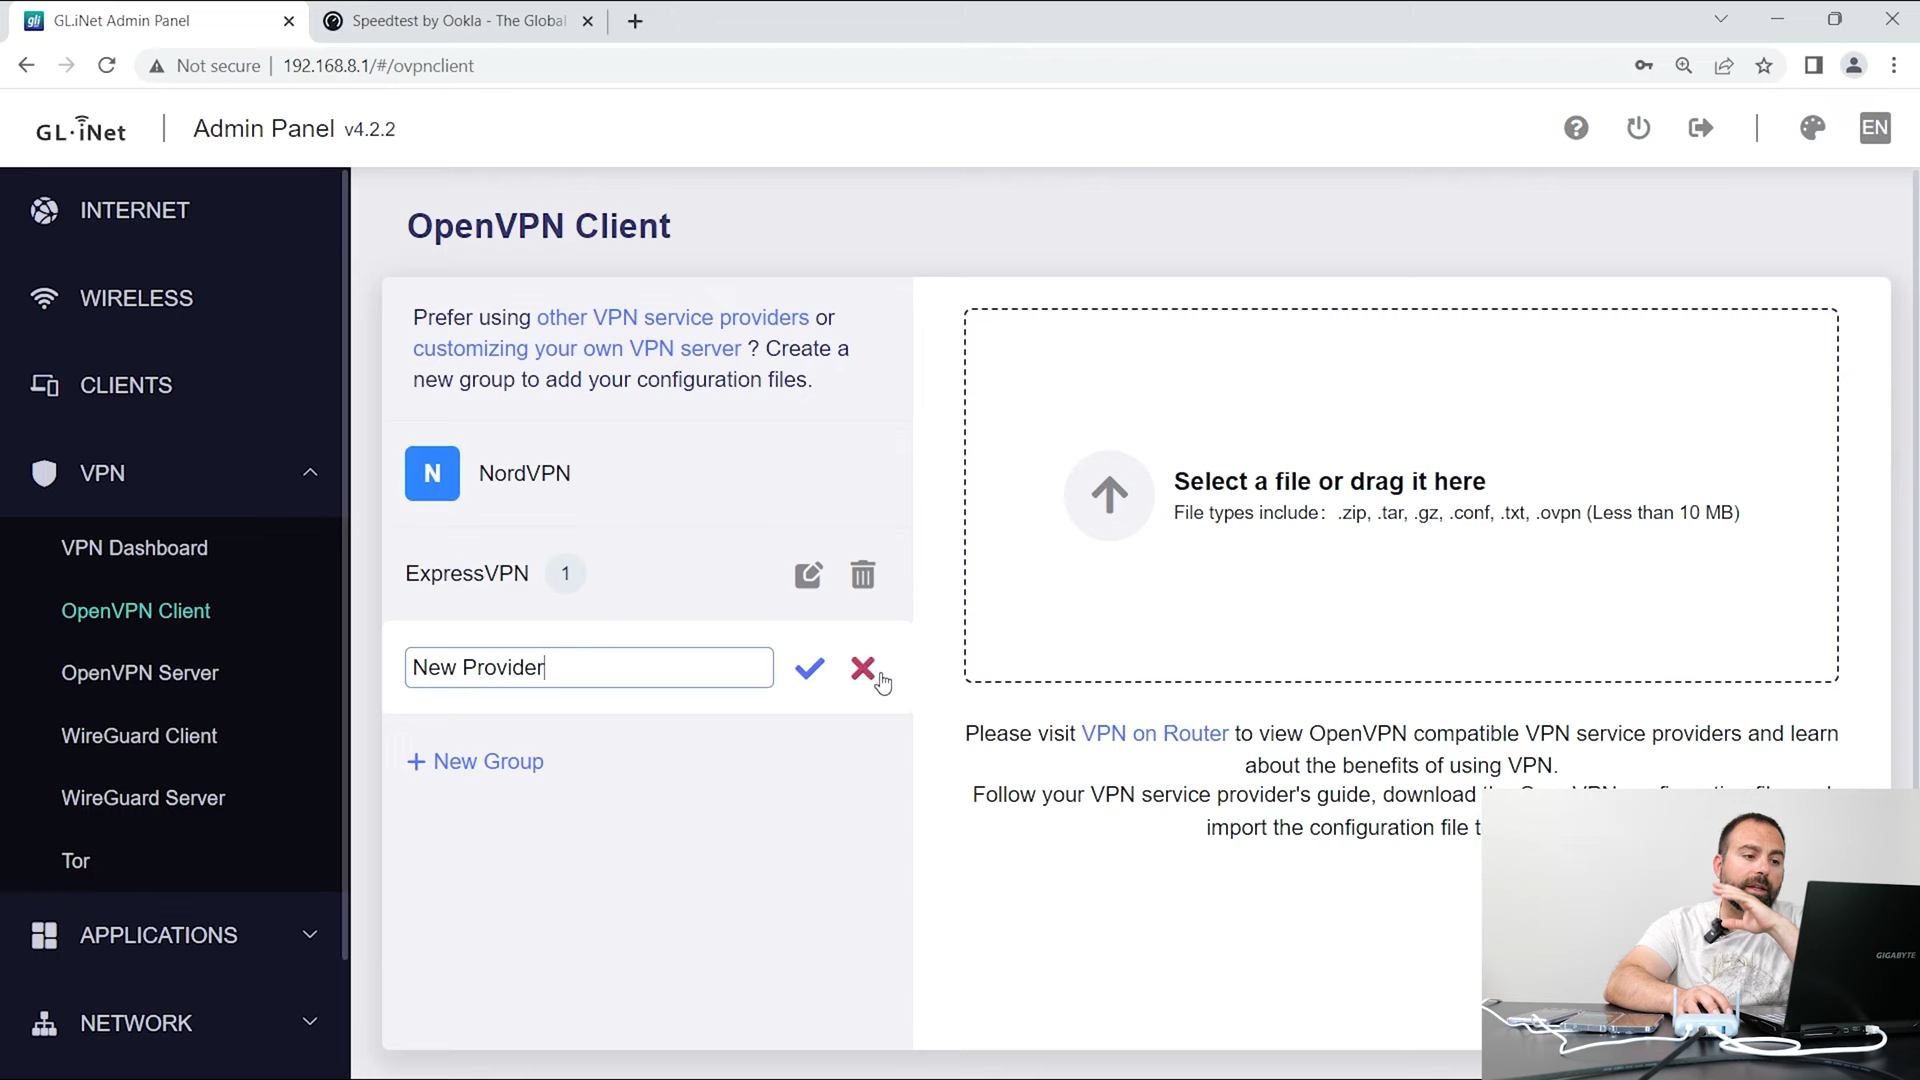 GLiNet Admin Panel
Speedtest by Ookla - The Global
Not secure
192.168.8.1/#/ovpnclient
GL·iNet
Admin Panel v4.2.2
EN
INTERNET
WIRELESS
CLIENTS
VPN
VPN Dashboard
OpenVPN Client
OpenVPN Server
WireGuard Client
WireGuard Server
Tor
APPLICATIONS
NETWORK
OpenVPN Client
Prefer using other VPN service providers or
customizing your own VPN server ? Create a
new group to add your configuration files.
N NordVPN
ExpressVPN 1
New Provider
+ New Group
Select a file or drag it here
File types include: .zip, .tar, .gz, .conf, .txt, .ovpn (Less than 10 MB)
Please visit VPN on Router to view OpenVPN compatible VPN service providers and learn
about the benefits of using VPN.
Follow your VPN service provider's guide, download
import the configuration file
GIGABYTE